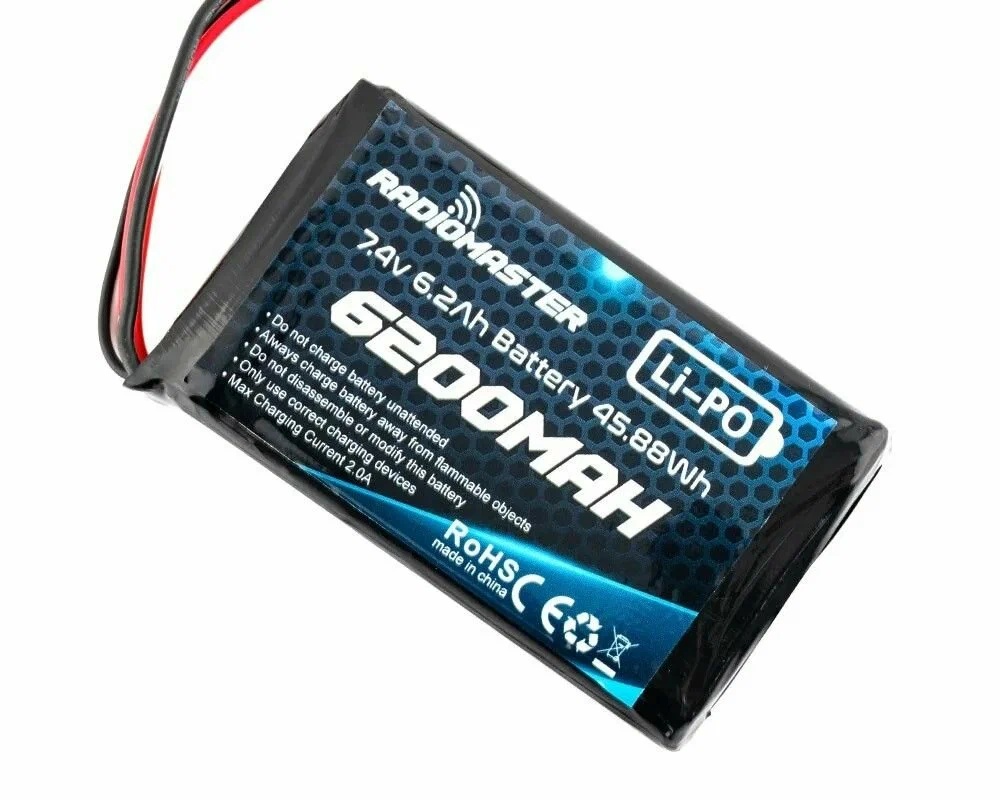 RADIOMASTER
7.4v 6.2Ah Battery 45.88Wh
6200MAH
Li-PO
• Do not charge battery unattended
• Always charge battery away from flammable objects
• Do not disassemble or modify this battery
• Only use correct charging devices
• Max Charging Current 2.0A
RoHS
made in china
CE